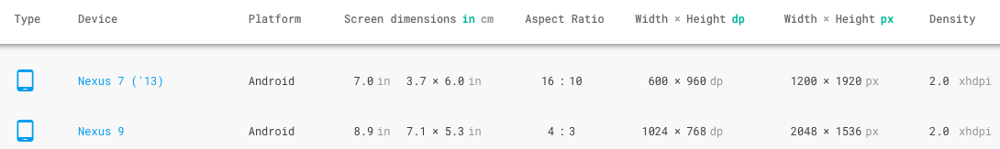 Type Device Platform Screen dimensions in cm Aspect Ratio Width × Height dp Width × Height px Density
Nexus 7 ('13) Android 7.0 in 3.7 × 6.0 in 16 : 10 600 × 960 dp 1200 × 1920 px 2.0 xhdpi
Nexus 9 Android 8.9 in 7.1 × 5.3 in 4 : 3 1024 × 768 dp 2048 × 1536 px 2.0 xhdpi